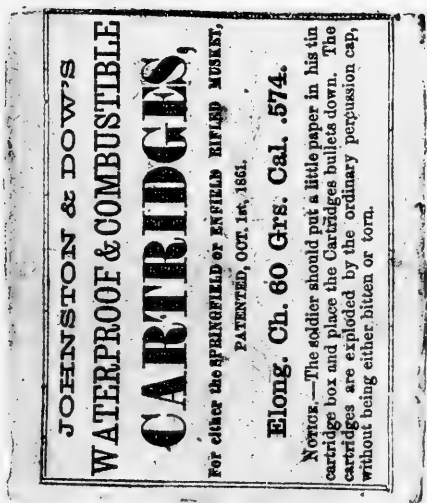 JOHNSTON & DOW'S
WATERPROOF & COMBUSTIBLE
CARTRIDGES,
For either the SPRINGFIELD or ENFIELD RIFLED MUSKET,
PATENTED, OCT. 1st, 1861.
Elong. Ch. 60 Grs. Cal. .574.
NOTICE.—The soldier should put a little paper in his tin
cartridge box and place the Cartridges bullets down. The
cartridges are exploded by the ordinary percussion cap,
without being either bitten or torn.